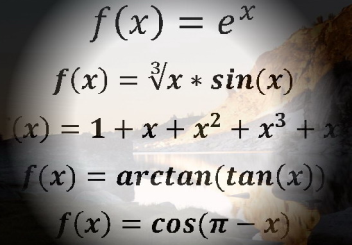 f(x) = eˣ
f(x) = ∛x * sin(x)
(x) = 1 + x + x² + x³ + x
f(x) = arctan(tan(x))
f(x) = cos(π − x)